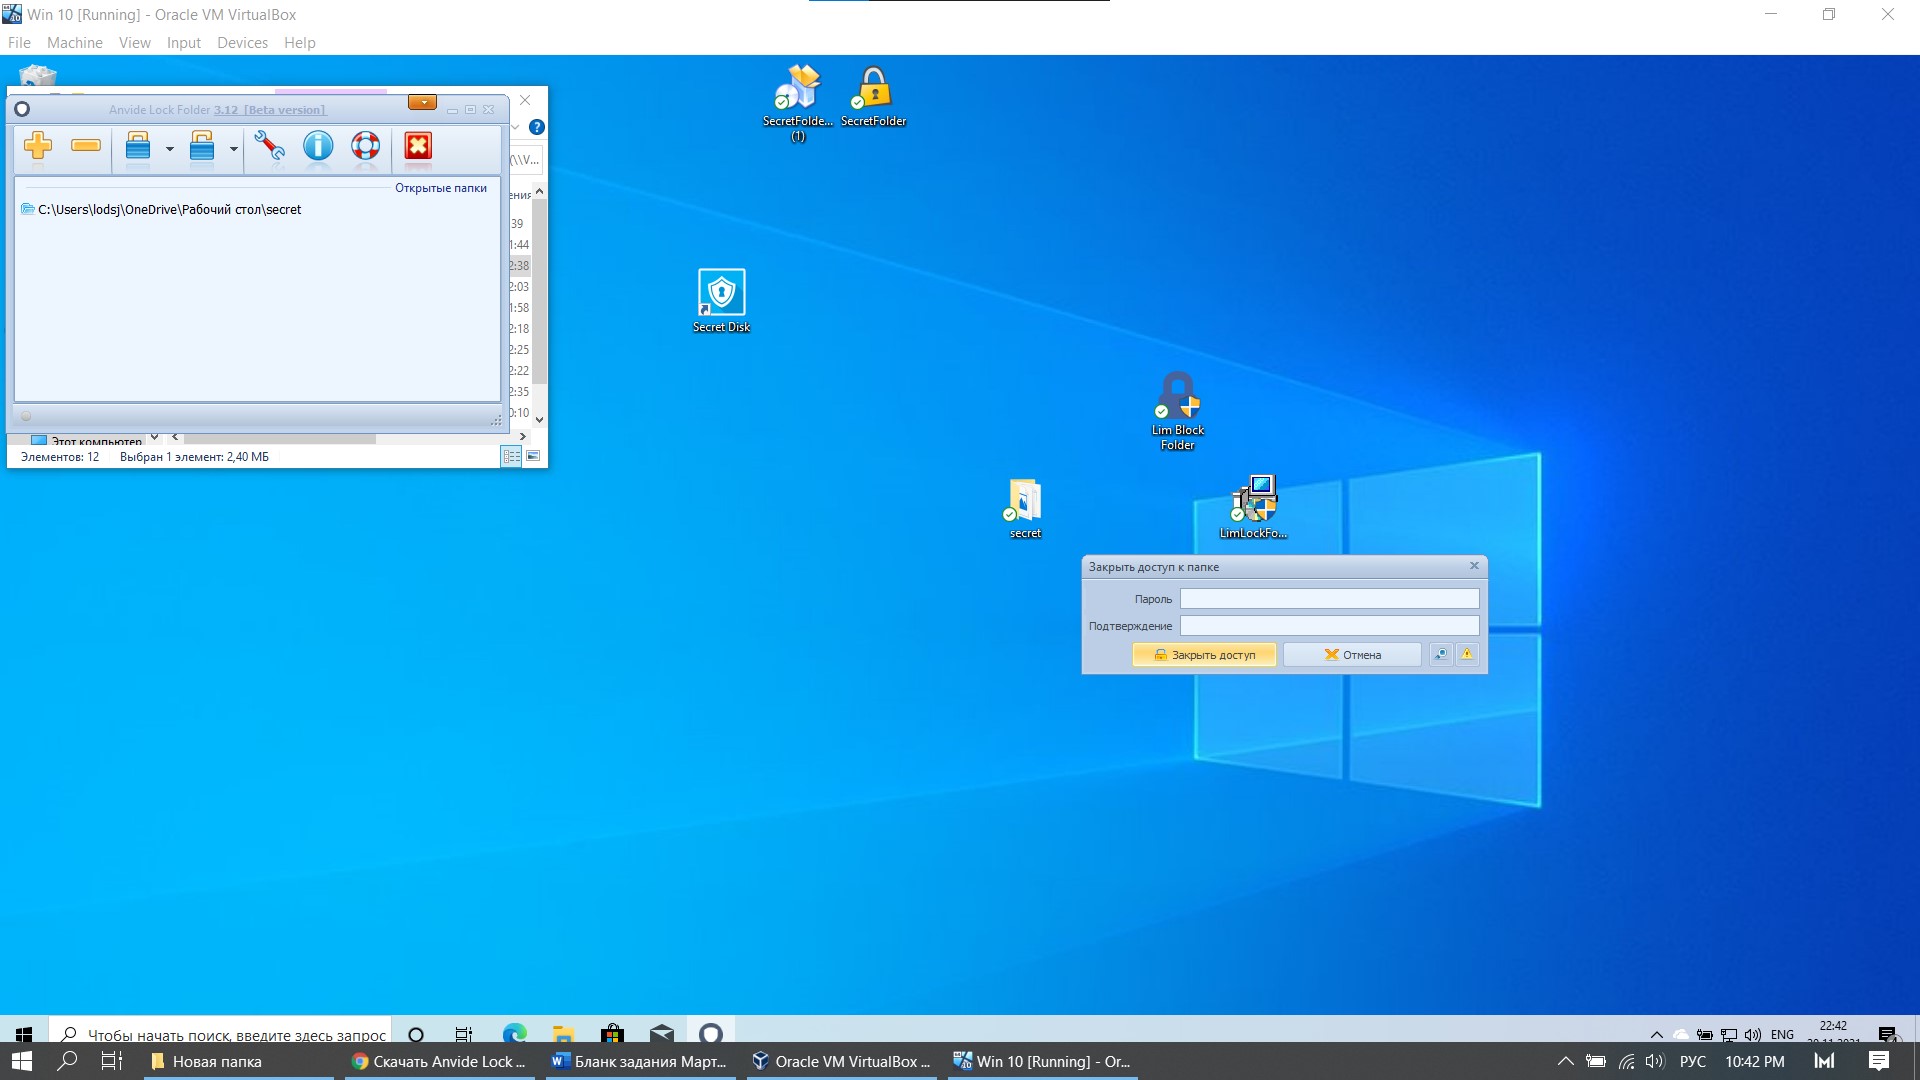 Win 10 [Running] - Oracle VM VirtualBox
File Machine View Input Devices Help
Anvide Lock Folder 3.12 [Beta version]
(\\V...
Открытые папки
C:\Users\lodsj\OneDrive\Рабочий стол\secret
39
1:44
2:38
2:03
1:58
2:18
2:25
2:22
2:35
0:10
Этот компьютер
Элементов: 12 Выбран 1 элемент: 2,40 МБ
SecretFolde...
(1)
SecretFolder
Secret Disk
Lim Block
Folder
secret
LimLockFo...
Закрыть доступ к папке
Пароль
Подтверждение
Закрыть доступ Отмена
Чтобы начать поиск, введите здесь запрос
ENG
22:42
Новая папка
Скачать Anvide Lock ...
Бланк задания Март...
Oracle VM VirtualBox ...
Win 10 [Running] - Or...
РУС
10:42 PM